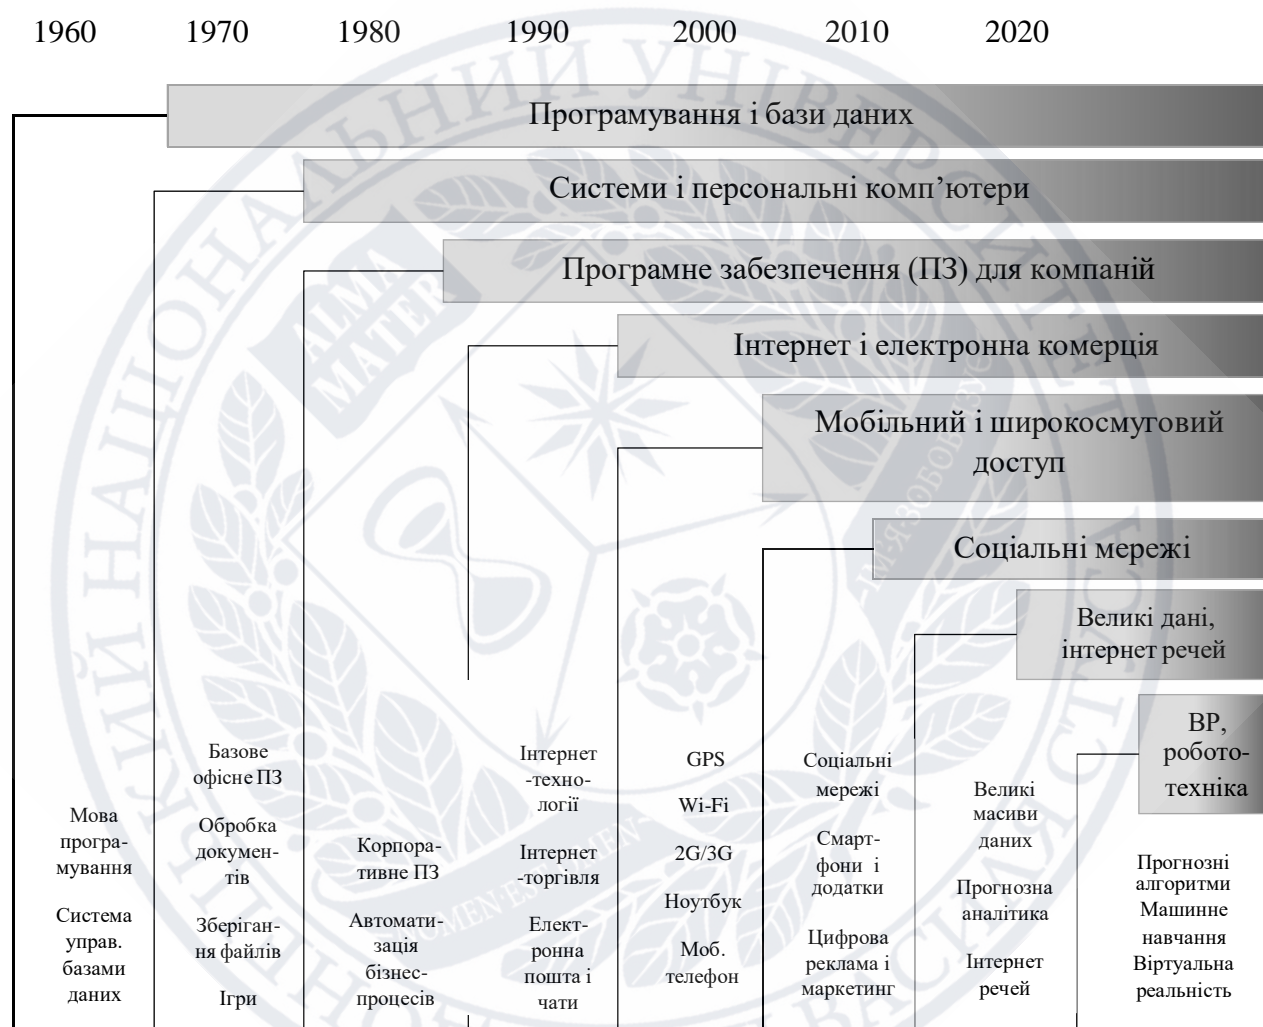 1960 1970 1980 1990 2000 2010 2020
Програмування і бази даних
Системи і персональні комп’ютери
Програмне забезпечення (ПЗ) для компаній
Інтернет і електронна комерція
Мобільний і широкосмуговий
доступ
Соціальні мережі
Великі дані,
інтернет речей
ВР,
робото-
техніка
Мова
програ-
мування
Система
управ.
базами
даних
Базове
офісне ПЗ
Обробка
докумен-
тів
Зберіган-
ня файлів
Ігри
Корпора-
тивне ПЗ
Автомати-
зація
бізнес-
процесів
Інтернет
-техно-
логії
Інтернет
-торгівля
Елект-
ронна
пошта і
чати
GPS
Wi-Fi
2G/3G
Ноутбук
Моб.
телефон
Соціальні
мережі
Смарт-
фони і
додатки
Цифрова
реклама і
маркетинг
Великі
масиви
даних
Прогнозна
аналітика
Інтернет
речей
Прогнозні
алгоритми
Машинне
навчання
Віртуальна
реальність
ALMA
MATER